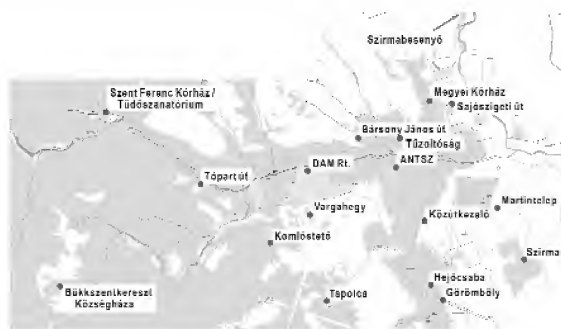 Szirmabesenyő
Szent Ferenc Kórház /
Tüdőszanatórium
Megyei Kórház
Sajószigeti út
Bársony János út
Tűzoltóság
DAM Rt.
ANTSZ
Tópart út
Vargahegy
Martintelep
Közútkezelő
Komlóstető
Szirma
Bükkszentkereszt
Községháza
Tapolca
Hejőcsaba
Görömböly